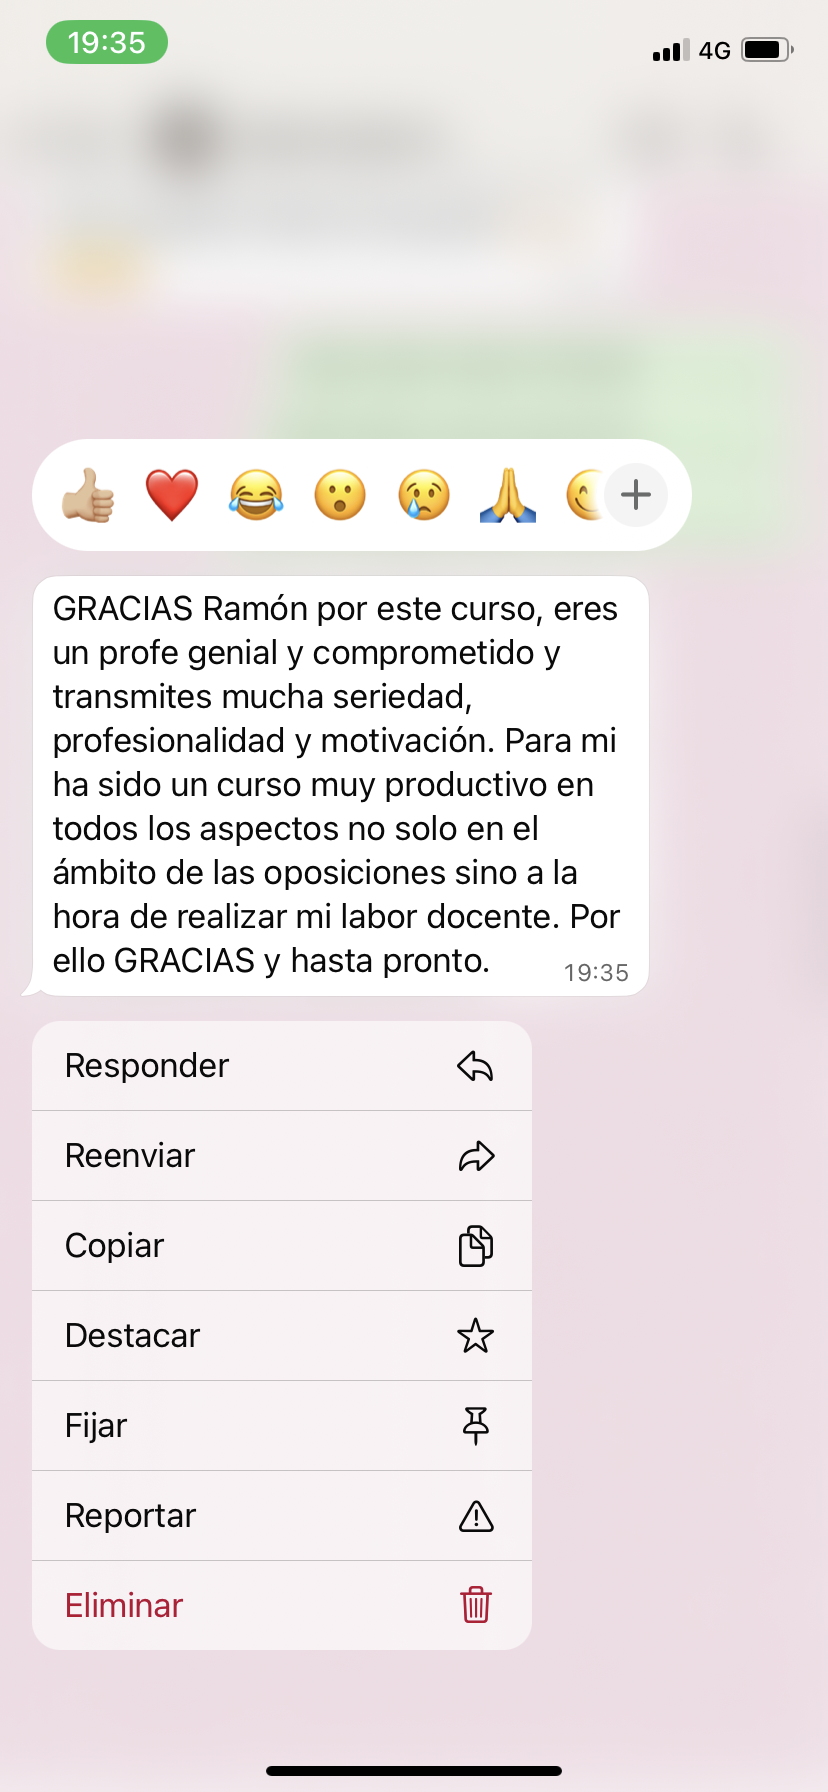 19:35
4G
GRACIAS Ramón por este curso, eres
un profe genial y comprometido y
transmites mucha seriedad,
profesionalidad y motivación. Para mi
ha sido un curso muy productivo en
todos los aspectos no solo en el
ámbito de las oposiciones sino a la
hora de realizar mi labor docente. Por
ello GRACIAS y hasta pronto.
19:35
Responder
Reenviar
Copiar
Destacar
Fijar
Reportar
Eliminar